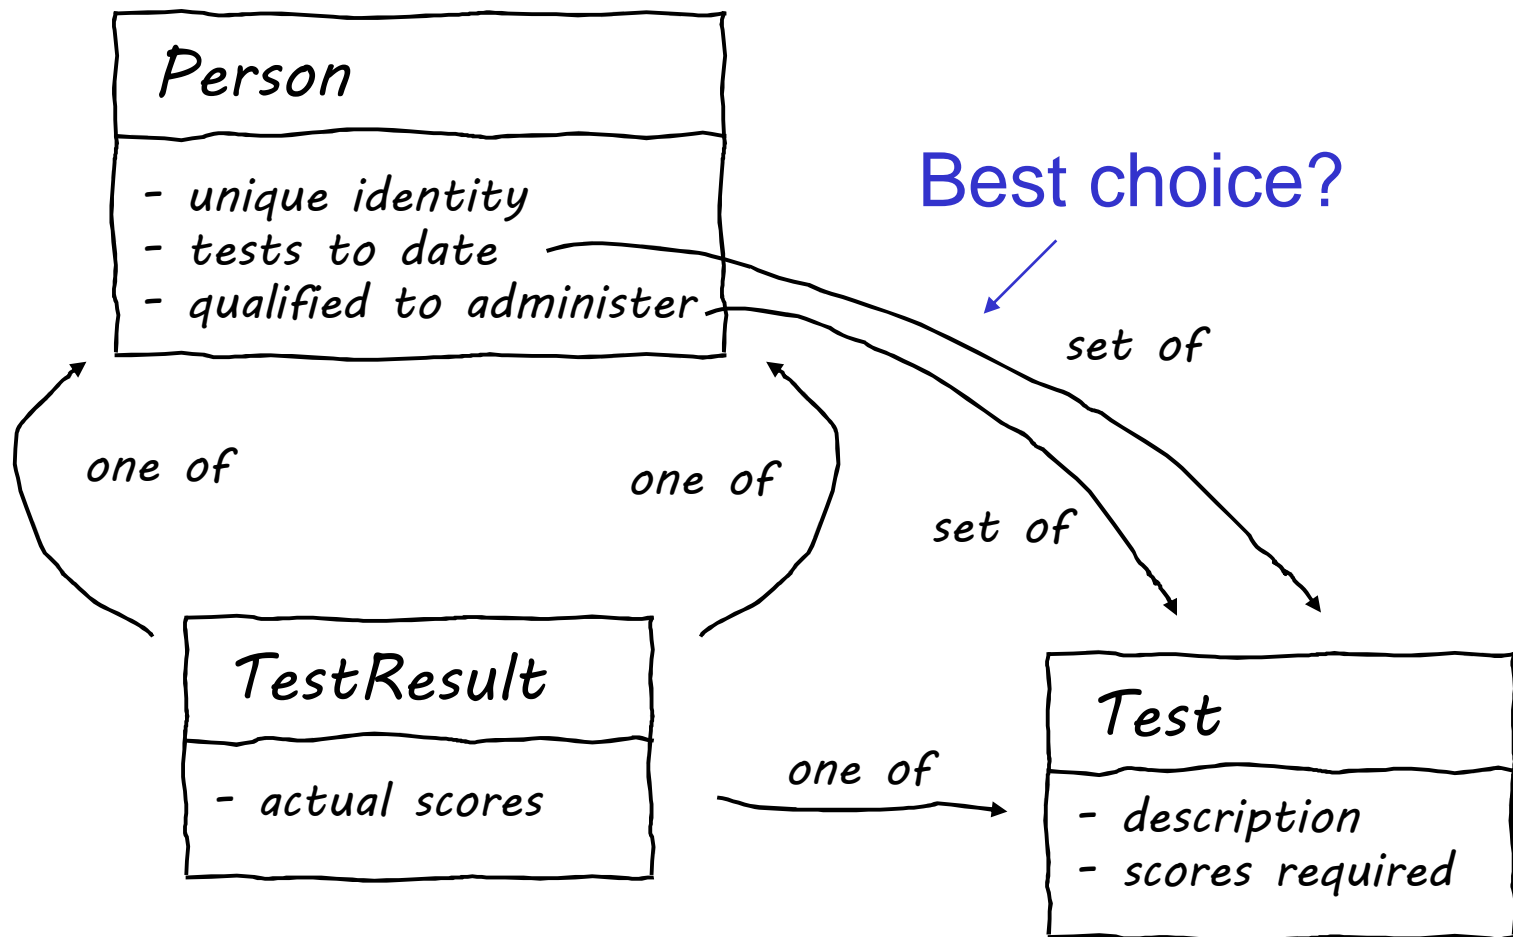 Person
- unique identity
- tests to date
- qualified to administer
Best choice?
set of
one of
one of
set of
TestResult
- actual scores
one of
Test
- description
- scores required